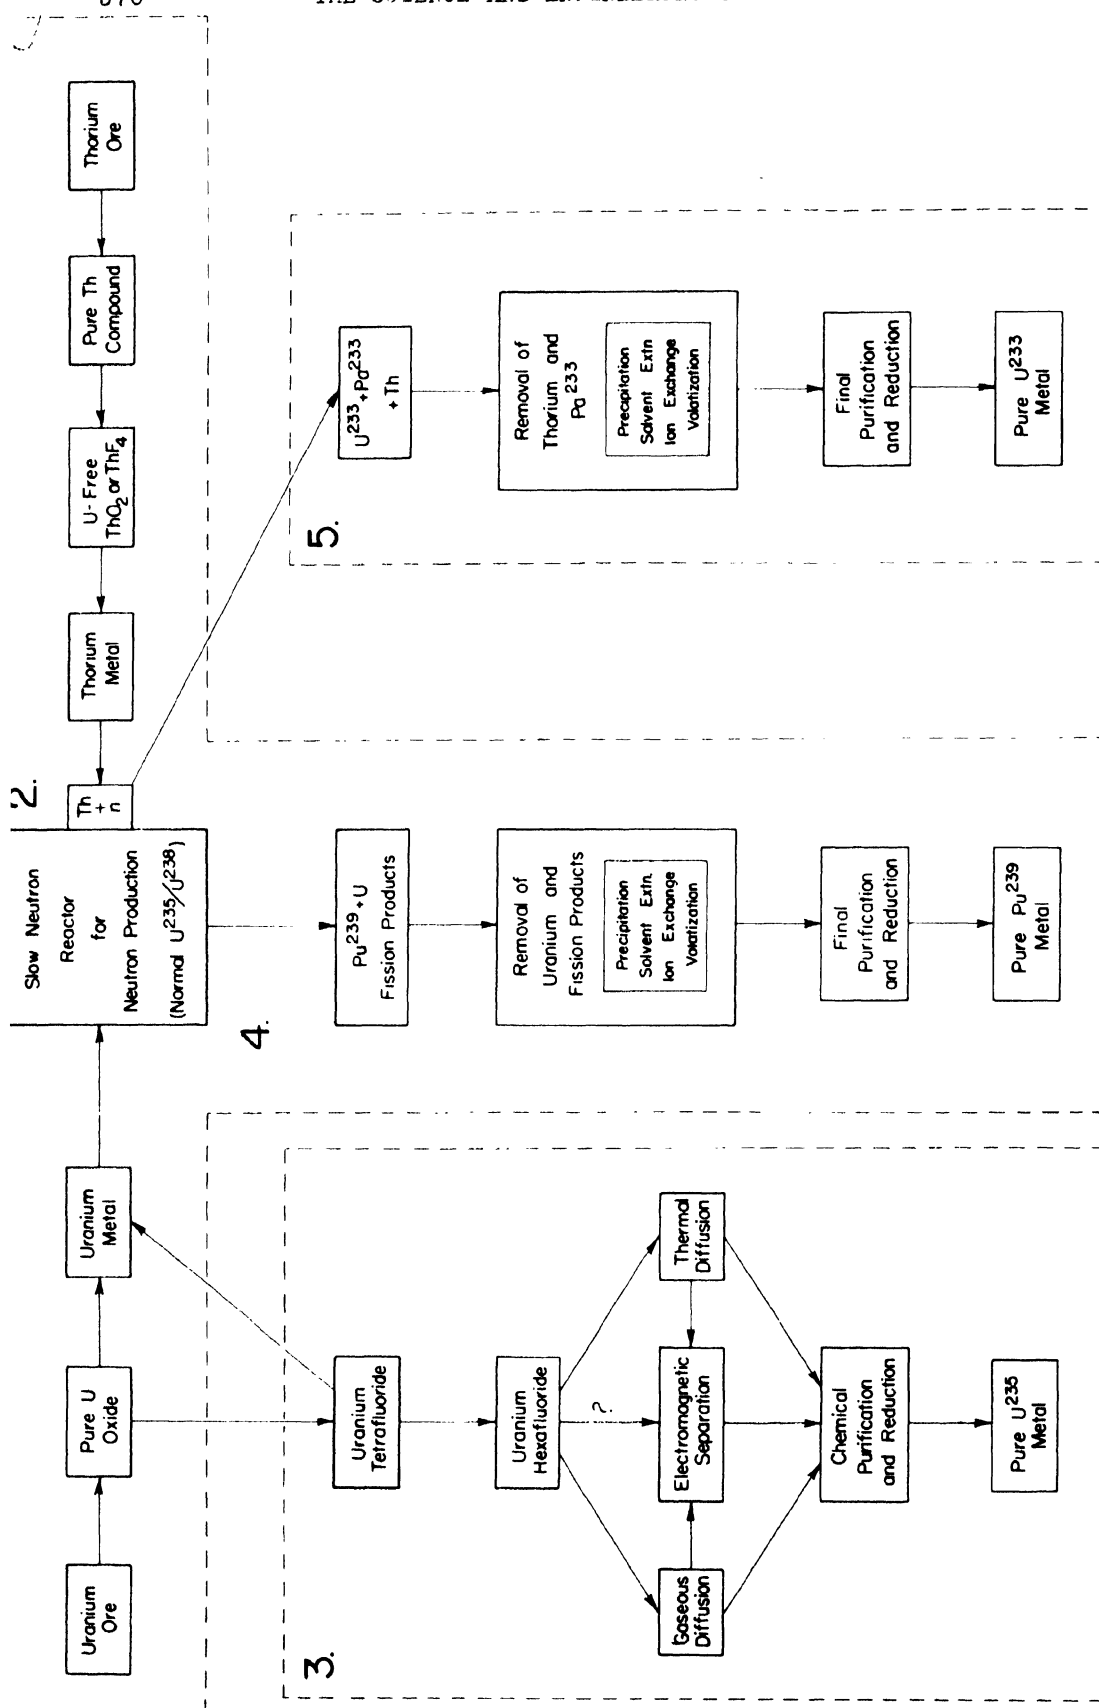 Uranium
Ore
Pure U
Oxide
Uranium
Metal
Slow Neutron
Reactor
for
Neutron Production
(Normal U²³⁵/U²³⁸)
2.
Th
+
n
Thorium
Metal
U-Free
ThO₂ or ThF₄
Pure Th
Compound
Thorium
Ore
3.
Uranium
Tetrafluoride
Uranium
Hexafluoride
?
Gaseous
Diffusion
Electromagnetic
Separation
Thermal
Diffusion
Chemical
Purification
and Reduction
Pure U²³⁵
Metal
4.
Pu²³⁹+U
Fission Products
Removal of
Uranium and
Fission Products
Precipitation
Solvent Extn.
Ion Exchange
Volatization
Final
Purification
and Reduction
Pure Pu²³⁹
Metal
5.
U²³³+Pa²³³
+ Th
Removal of
Thorium and
Pa²³³
Precipitation
Solvent Extn
Ion Exchange
Volatization
Final
Purification
and Reduction
Pure U²³³
Metal